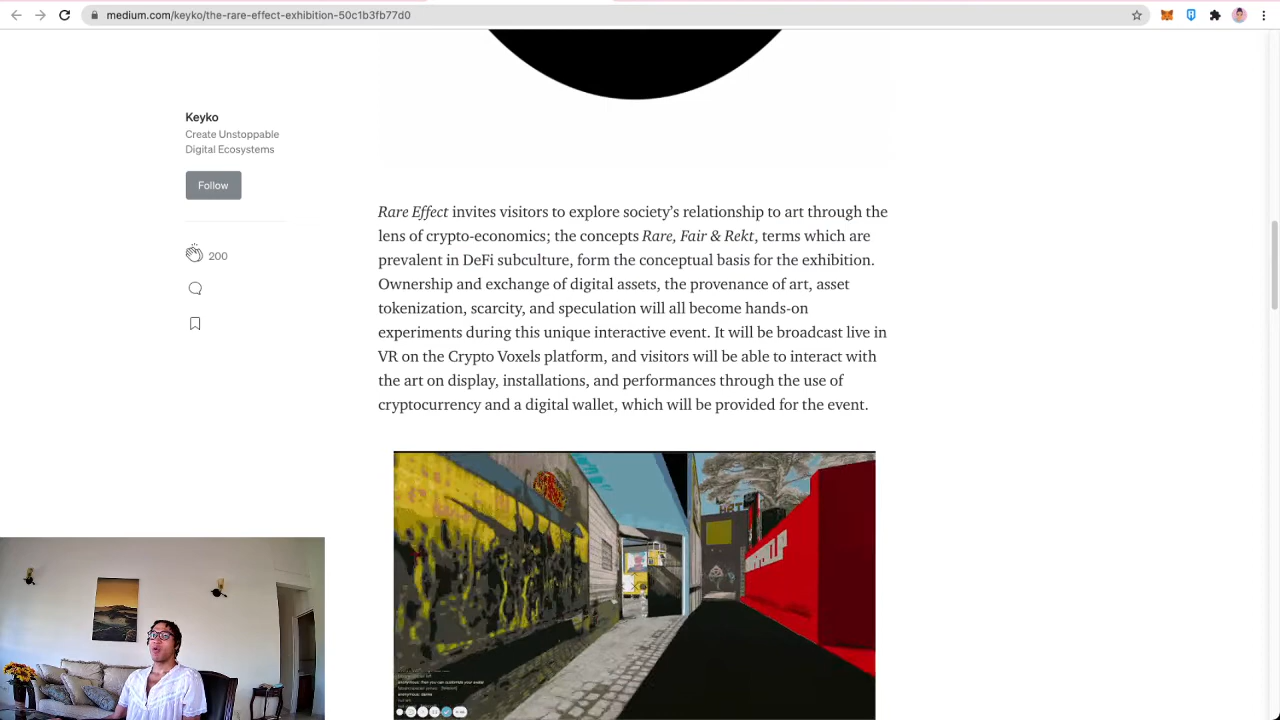 medium.com/keyko/the-rare-effect-exhibition-50c1b3fb77d0
Keyko
Create Unstoppable
Digital Ecosystems
Follow
200
Rare Effect invites visitors to explore society’s relationship to art through the
lens of crypto-economics; the concepts Rare, Fair & Rekt, terms which are
prevalent in DeFi subculture, form the conceptual basis for the exhibition.
Ownership and exchange of digital assets, the provenance of art, asset
tokenization, scarcity, and speculation will all become hands-on
experiments during this unique interactive event. It will be broadcast live in
VR on the Crypto Voxels platform, and visitors will be able to interact with
the art on display, installations, and performances through the use of
cryptocurrency and a digital wallet, which will be provided for the event.